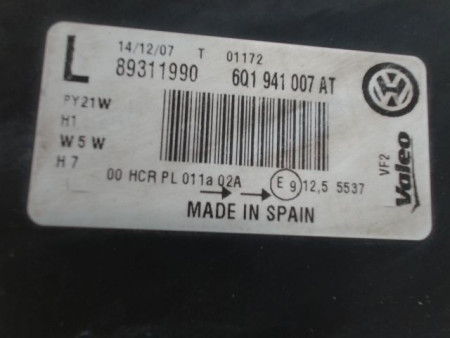 L 14/12/07 T 01172
89311990 6Q1 941 007 AT
PY21W
H1
W5W
H7
00 HCR PL 011a 02A E 9 12,5 5537
MADE IN SPAIN
VF2
Valeo